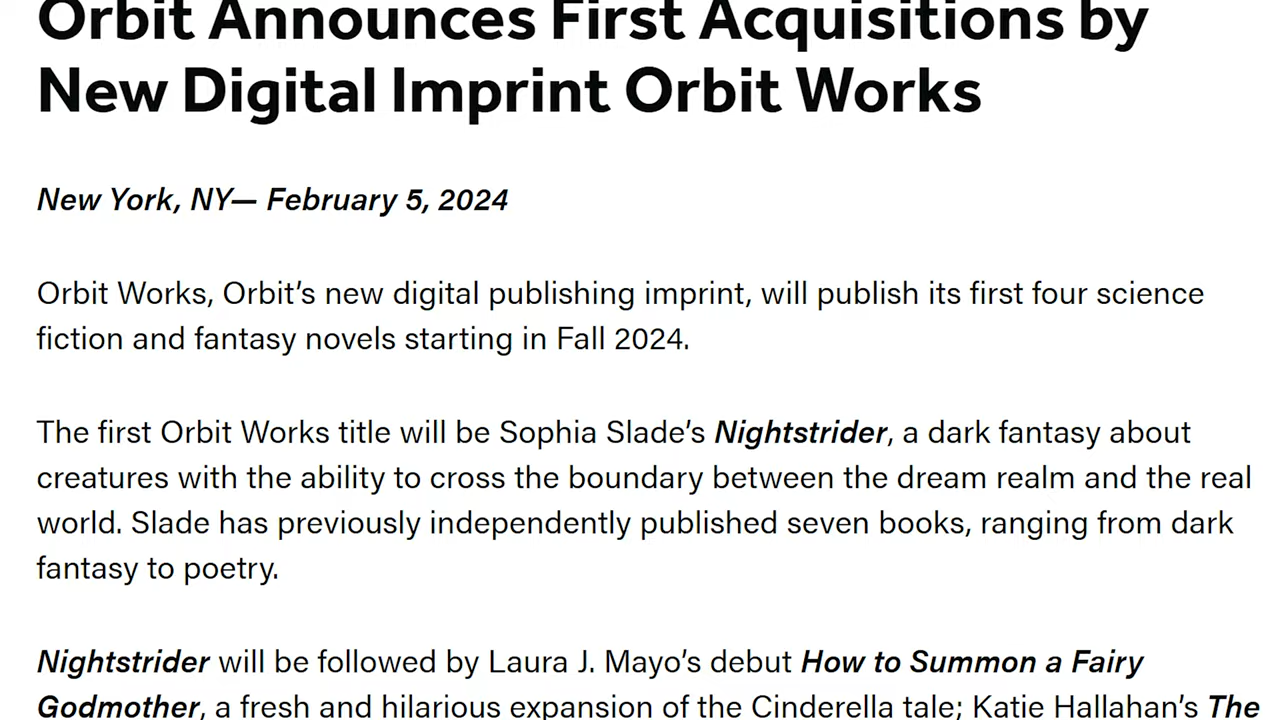 Orbit Announces First Acquisitions by
New Digital Imprint Orbit Works
New York, NY— February 5, 2024
Orbit Works, Orbit’s new digital publishing imprint, will publish its first four science
fiction and fantasy novels starting in Fall 2024.
The first Orbit Works title will be Sophia Slade’s Nightstrider, a dark fantasy about
creatures with the ability to cross the boundary between the dream realm and the real
world. Slade has previously independently published seven books, ranging from dark
fantasy to poetry.
Nightstrider will be followed by Laura J. Mayo’s debut How to Summon a Fairy
Godmother, a fresh and hilarious expansion of the Cinderella tale; Katie Hallahan’s The